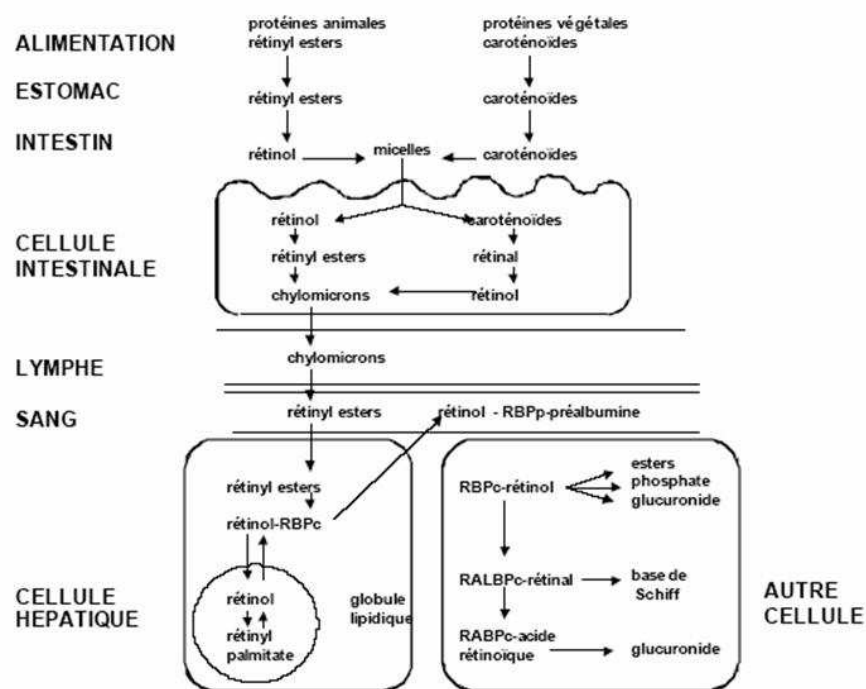 protéines animales protéines végétales
ALIMENTATION rétinyl esters caroténoïdes
ESTOMAC rétinyl esters caroténoïdes
INTESTIN rétinol micelles caroténoïdes
rétinol caroténoïdes
CELLULE INTESTINALE
rétinyl esters rétinal
chylomicrons rétinol
LYMPHE chylomicrons
SANG rétinyl esters rétinol - RBPp-préalbumine
rétinyl esters
rétinol-RBPc
CELLULE HEPATIQUE
rétinol
rétinyl
palmitate
globule
lipidique
RBPc-rétinol
esters
phosphate
glucuronide
RALBPc-rétinal
base de
Schiff
RABPc-acide
rétinoïque
glucuronide
AUTRE
CELLULE